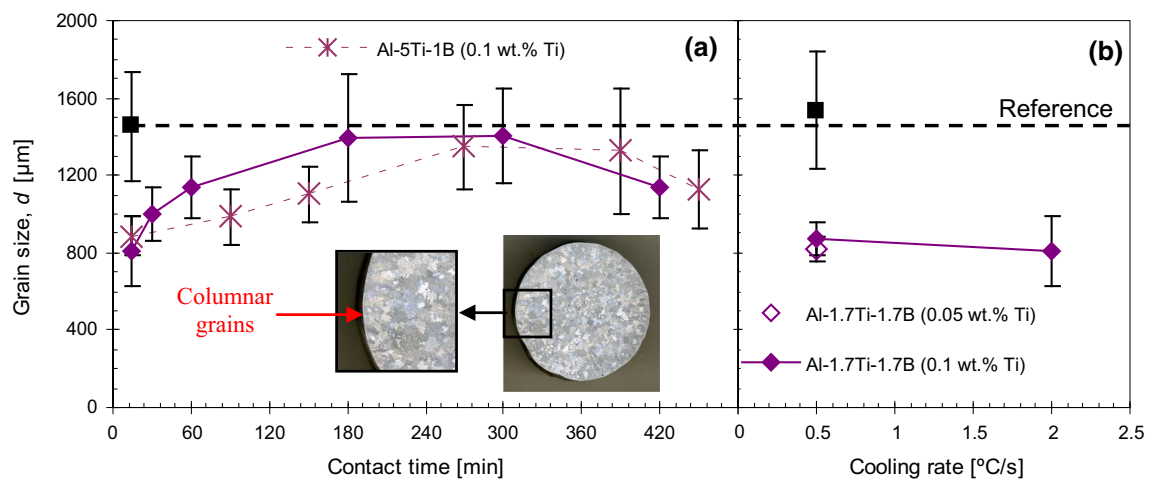 2000
1600
1200
800
400
0
Grain size, d [µm]
Al-5Ti-1B (0.1 wt.% Ti)
(a)
Columnar
grains
0
60
120
180
240
300
360
420
Contact time [min]
(b)
Reference
Al-1.7Ti-1.7B (0.05 wt.% Ti)
Al-1.7Ti-1.7B (0.1 wt.% Ti)
0
0.5
1
1.5
2
2.5
Cooling rate [ºC/s]